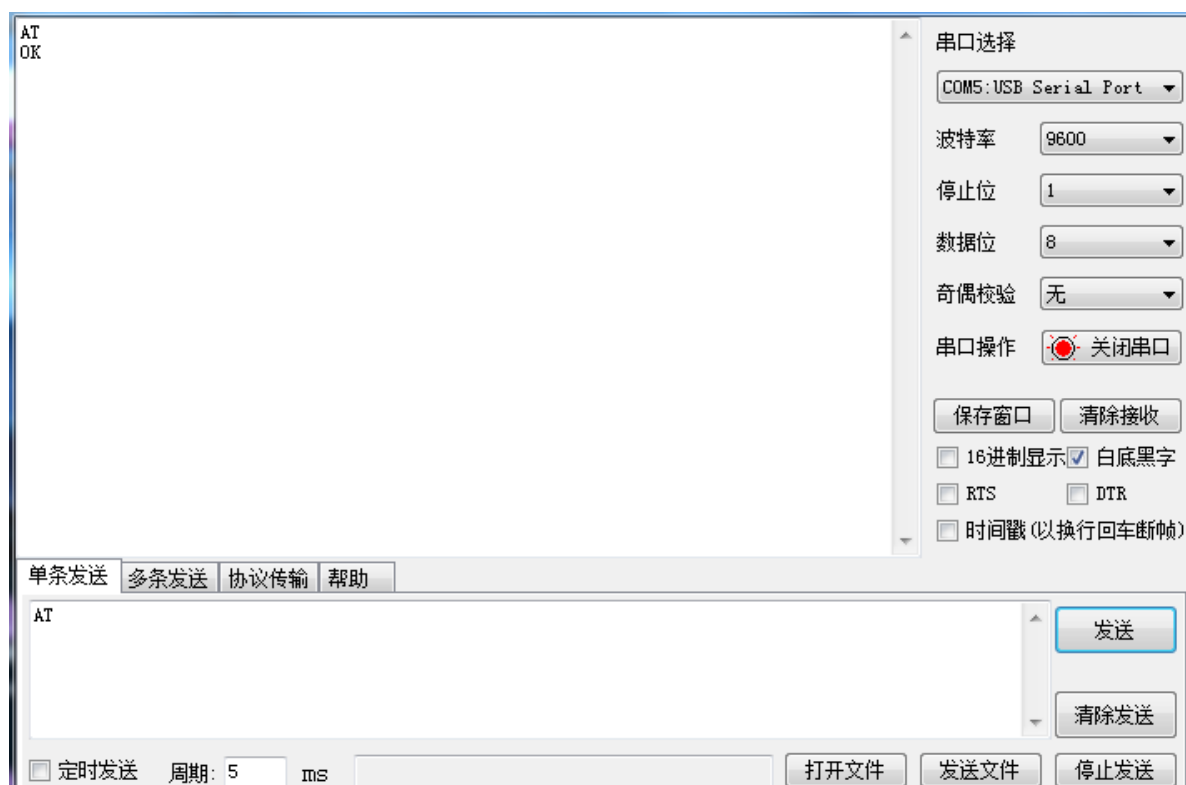 AT
OK
串口选择
COM5:USB Serial Port
波特率 9600
停止位 1
数据位 8
奇偶校验 无
串口操作 关闭串口
保存窗口 清除接收
16进制显示 白底黑字
RTS DTR
时间戳(以换行回车断帧)
单条发送 多条发送 协议传输 帮助
AT
发送
清除发送
定时发送 周期: 5 ms 打开文件 发送文件 停止发送